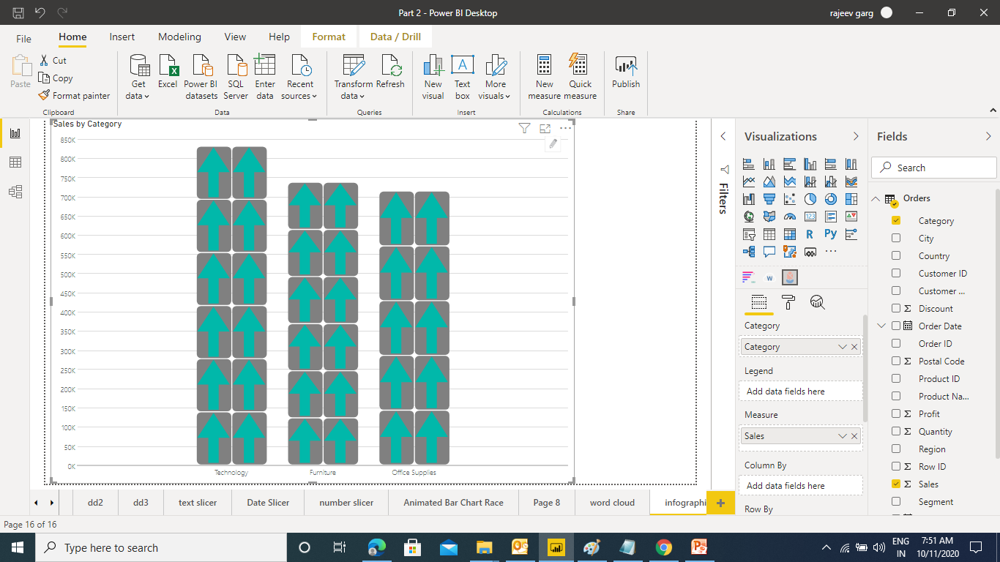 Part 2 - Power BI Desktop
rajeev garg
File Home Insert Modeling View Help Format Data / Drill
Paste
Cut
Copy
Format painter
Clipboard
Get data
Excel
Power BI datasets
SQL Server
Enter data
Recent sources
Data
Transform data
Refresh
Queries
New visual
Text box
More visuals
Insert
New measure
Quick measure
Calculations
Publish
Share
Sales by Category
850K
800K
750K
700K
650K
600K
550K
500K
450K
400K
350K
300K
250K
200K
150K
100K
50K
0K
Technology Furniture Office Supplies
Filters
Visualizations
R Py
W
Category
Category
Legend
Add data fields here
Measure
Sales
Column By
Add data fields here
Row By
Fields
Search
Orders
Category
City
Country
Customer ID
Customer ...
Σ Discount
Order Date
Order ID
Σ Postal Code
Product ID
Product Na...
Σ Profit
Σ Quantity
Region
Σ Row ID
Σ Sales
Segment
dd2 dd3 text slicer Date Slicer number slicer Animated Bar Chart Race Page 8 word cloud infographi
Page 16 of 16
Type here to search
ENG
IN
7:51 AM
10/11/2020